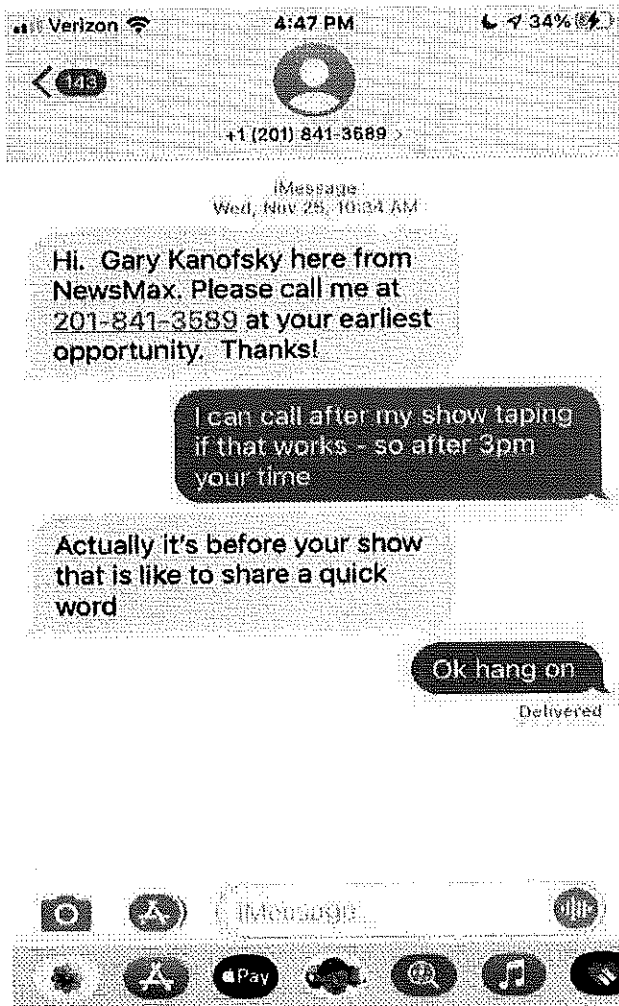 Verizon 4:47 PM 34%
143
+1 (201) 841-3689 >
iMessage
Wed, Nov 25, 10:34 AM
Hi. Gary Kanofsky here from
NewsMax. Please call me at
201-841-3689 at your earliest
opportunity. Thanks!
I can call after my show taping
if that works - so after 3pm
your time
Actually it's before your show
that is like to share a quick
word
Ok hang on
Delivered
iMessage
Pay